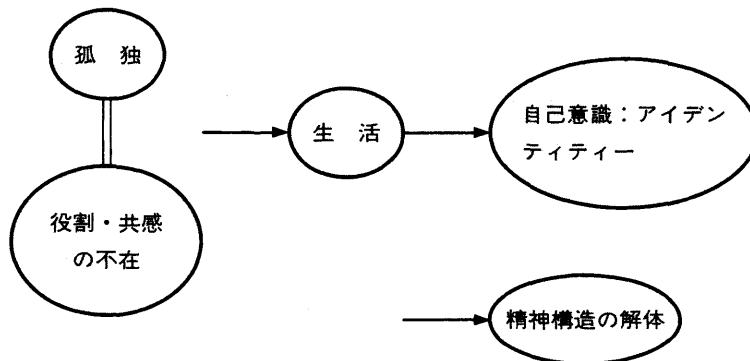 孤　独
生　活
自己意識：アイデン
ティティー
役割・共感
の不在
精神構造の解体